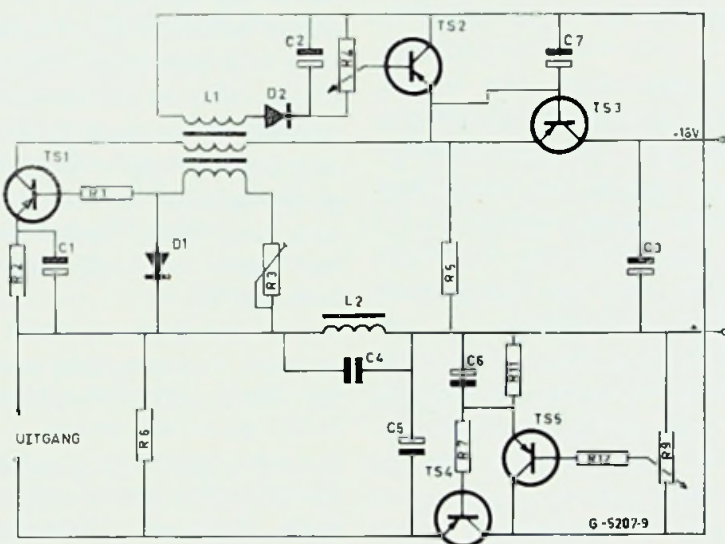 C2
R4
TS2
C7
L1
D2
TS3
-16V
TS1
R1
R2
C1
D1
R3
R5
C3
L2
C4
C6
R11
UITGANG
R6
C5
R7
TS5
R12
R9
TS4
G-5207-9